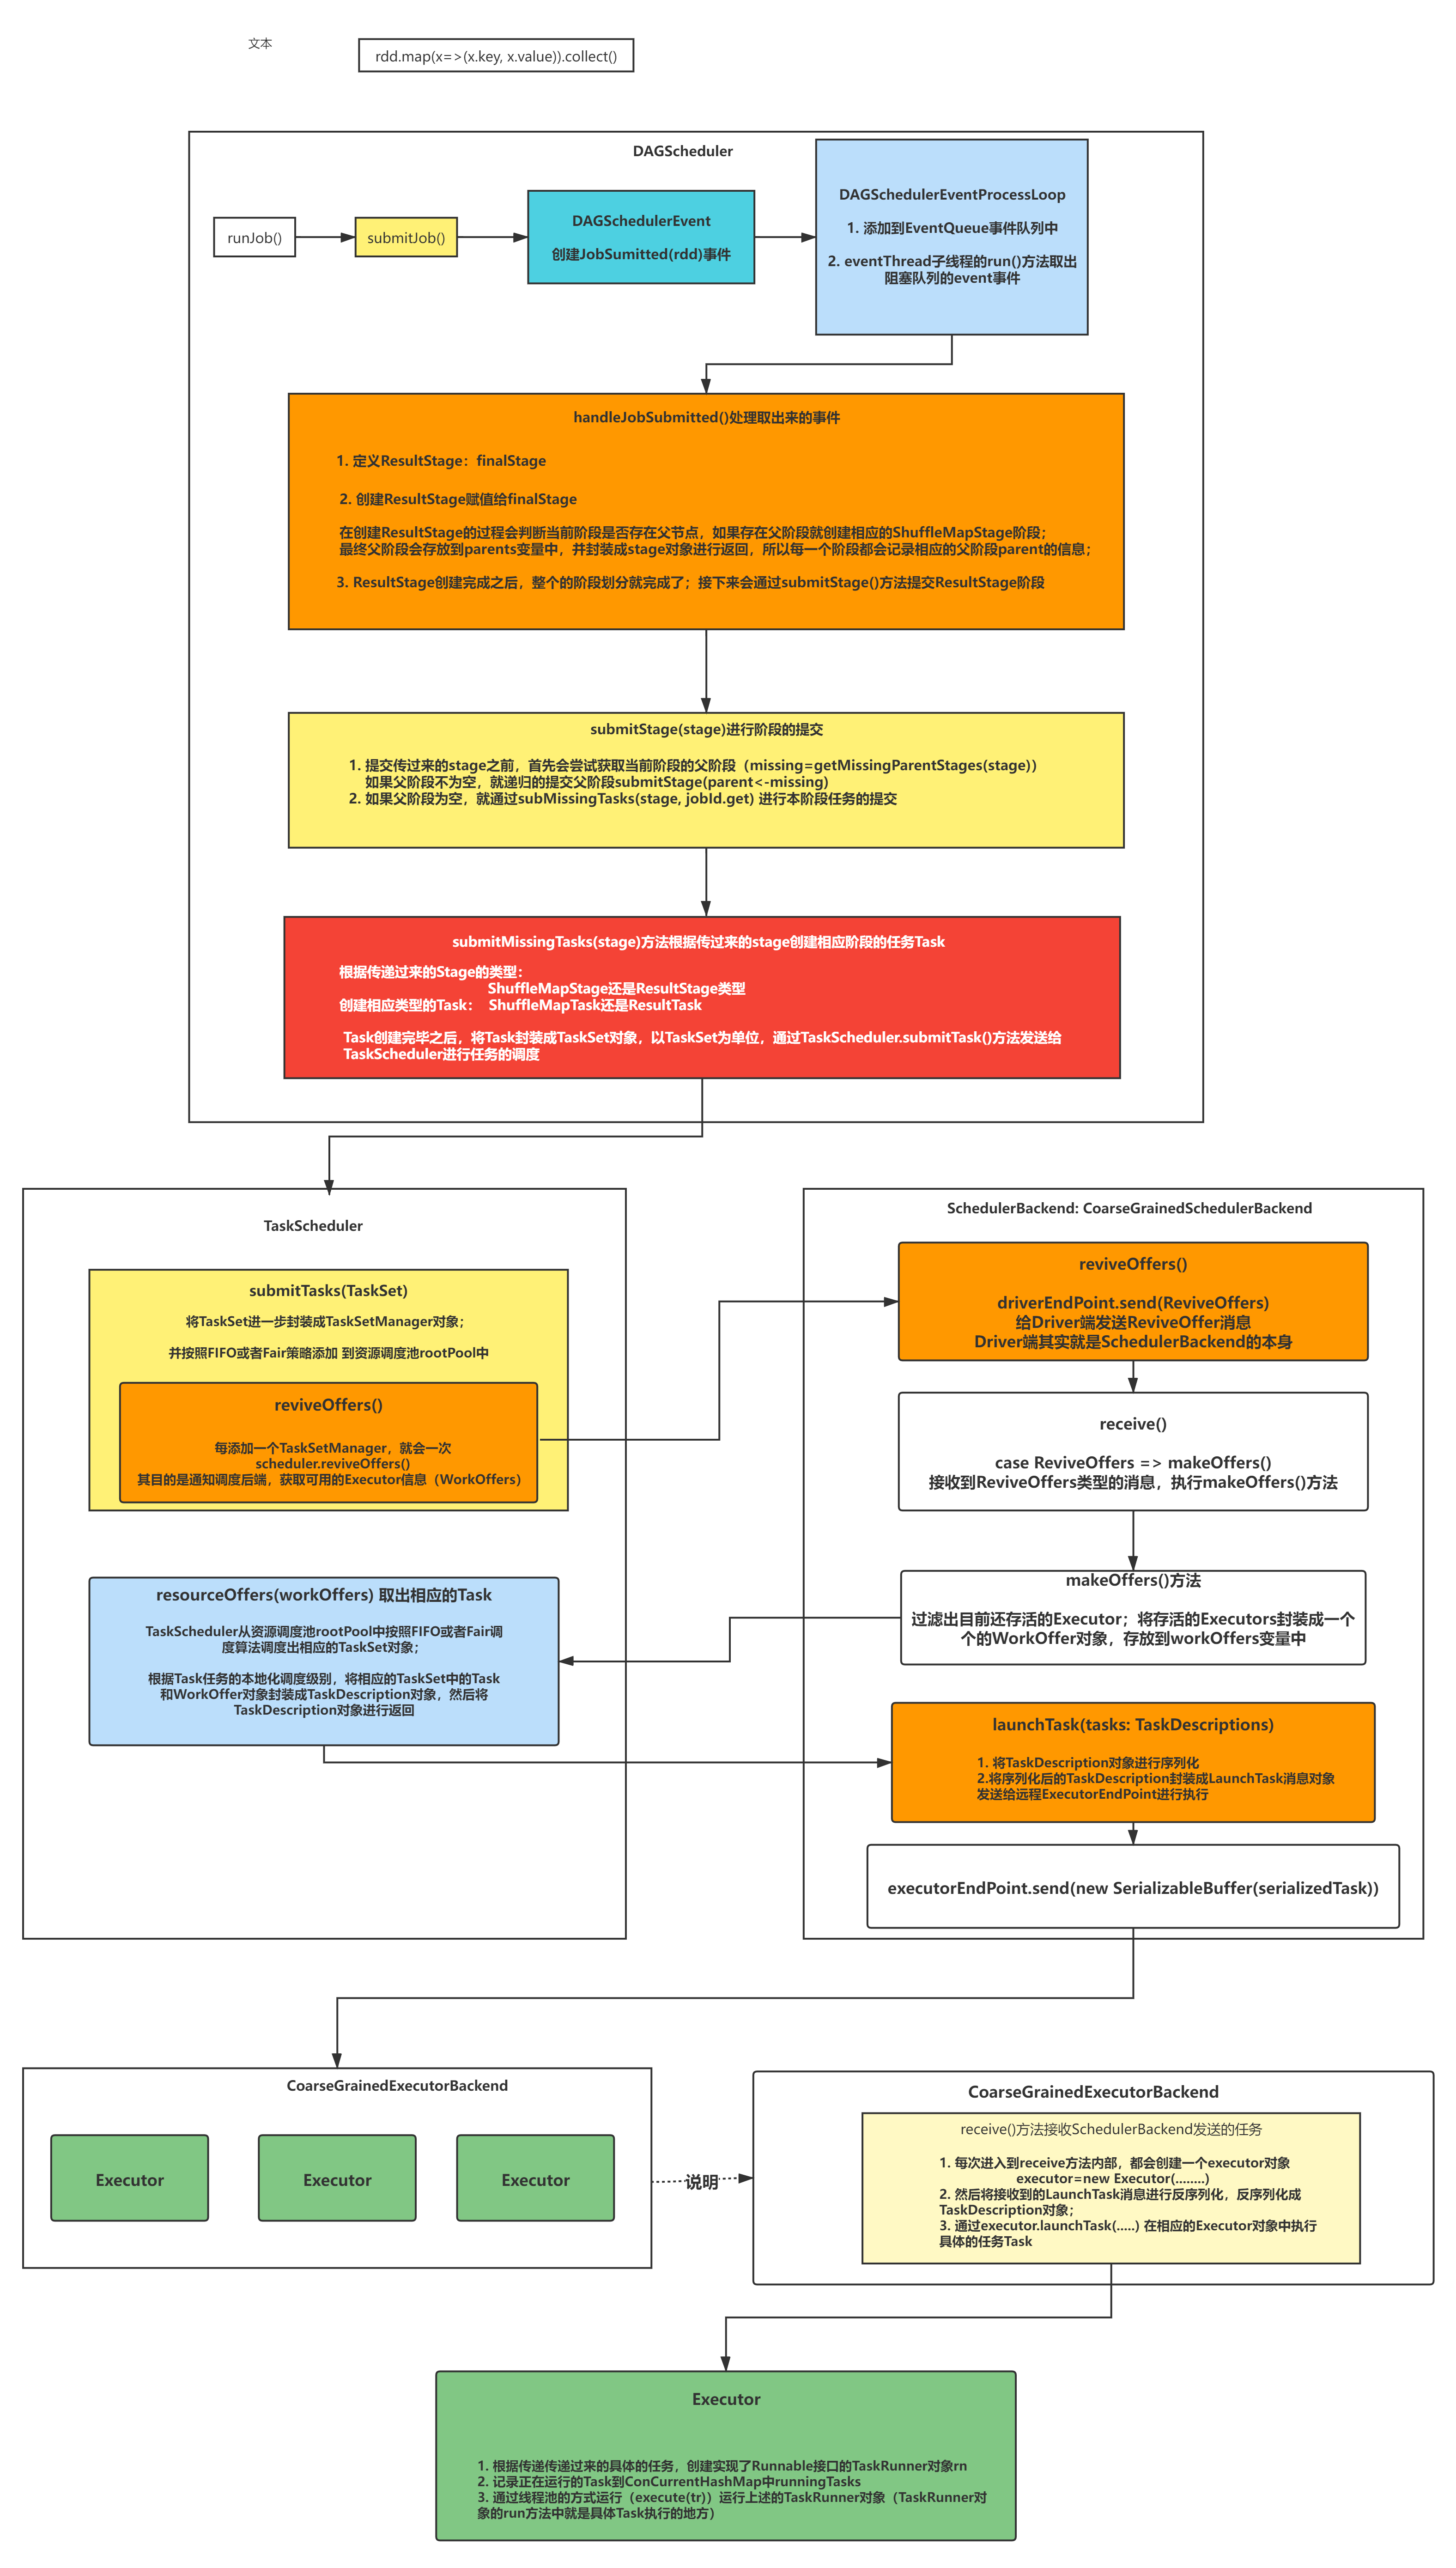 文本
rdd.map(x=>(x.key, x.value)).collect()
DAGScheduler
runJob()
submitJob()
DAGSchedulerEvent
创建JobSumitted(rdd)事件
DAGSchedulerEventProcessLoop
1. 添加到EventQueue事件队列中
2. eventThread子线程的run()方法取出
阻塞队列的event事件
handleJobSubmitted()处理取出来的事件
1. 定义ResultStage：finalStage
2. 创建ResultStage赋值给finalStage
在创建ResultStage的过程会判断当前阶段是否存在父节点，如果存在父阶段就创建相应的ShuffleMapStage阶段；
最终父阶段会存放到parents变量中，并封装成stage对象进行返回，所以每一个阶段都会记录相应的父阶段parent的信息；
3. ResultStage创建完成之后，整个的阶段划分就完成了；接下来会通过submitStage()方法提交ResultStage阶段
submitStage(stage)进行阶段的提交
1. 提交传过来的stage之前，首先会尝试获取当前阶段的父阶段（missing=getMissingParentStages(stage))
如果父阶段不为空，就递归的提交父阶段submitStage(parent<-missing)
2. 如果父阶段为空，就通过subMissingTasks(stage, jobId.get) 进行本阶段任务的提交
submitMissingTasks(stage)方法根据传过来的stage创建相应阶段的任务Task
根据传递过来的Stage的类型：
ShuffleMapStage还是ResultStage类型
创建相应类型的Task： ShuffleMapTask还是ResultTask
Task创建完毕之后，将Task封装成TaskSet对象，以TaskSet为单位，通过TaskScheduler.submitTask()方法发送给
TaskScheduler进行任务的调度
TaskScheduler
submitTasks(TaskSet)
将TaskSet进一步封装成TaskSetManager对象；
并按照FIFO或者Fair策略添加 到资源调度池rootPool中
reviveOffers()
每添加一个TaskSetManager，就会一次
scheduler.reviveOffers()
其目的是通知调度后端，获取可用的Executor信息（WorkOffers）
resourceOffers(workOffers) 取出相应的Task
TaskScheduler从资源调度池rootPool中按照FIFO或者Fair调
度算法调度出相应的TaskSet对象；
根据Task任务的本地化调度级别，将相应的TaskSet中的Task
和WorkOffer对象封装成TaskDescription对象，然后将
TaskDescription对象进行返回
SchedulerBackend: CoarseGrainedSchedulerBackend
reviveOffers()
driverEndPoint.send(ReviveOffers)
给Driver端发送ReviveOffer消息
Driver端其实就是SchedulerBackend的本身
receive()
case ReviveOffers => makeOffers()
接收到ReviveOffers类型的消息，执行makeOffers()方法
makeOffers()方法
过滤出目前还存活的Executor；将存活的Executors封装成一个
个的WorkOffer对象，存放到workOffers变量中
launchTask(tasks: TaskDescriptions)
1. 将TaskDescription对象进行序列化
2.将序列化后的TaskDescription封装成LaunchTask消息对象
发送给远程ExecutorEndPoint进行执行
executorEndPoint.send(new SerializableBuffer(serializedTask))
CoarseGrainedExecutorBackend
Executor
Executor
Executor
说明
CoarseGrainedExecutorBackend
receive()方法接收SchedulerBackend发送的任务
1. 每次进入到receive方法内部，都会创建一个executor对象
executor=new Executor(........)
2. 然后将接收到的LaunchTask消息进行反序列化，反序列化成
TaskDescription对象；
3. 通过executor.launchTask(.....) 在相应的Executor对象中执行
具体的任务Task
Executor
1. 根据传递传递过来的具体的任务，创建实现了Runnable接口的TaskRunner对象rn
2. 记录正在运行的Task到ConCurrentHashMap中runningTasks
3. 通过线程池的方式运行（execute(tr)）运行上述的TaskRunner对象（TaskRunner对
象的run方法中就是具体Task执行的地方）